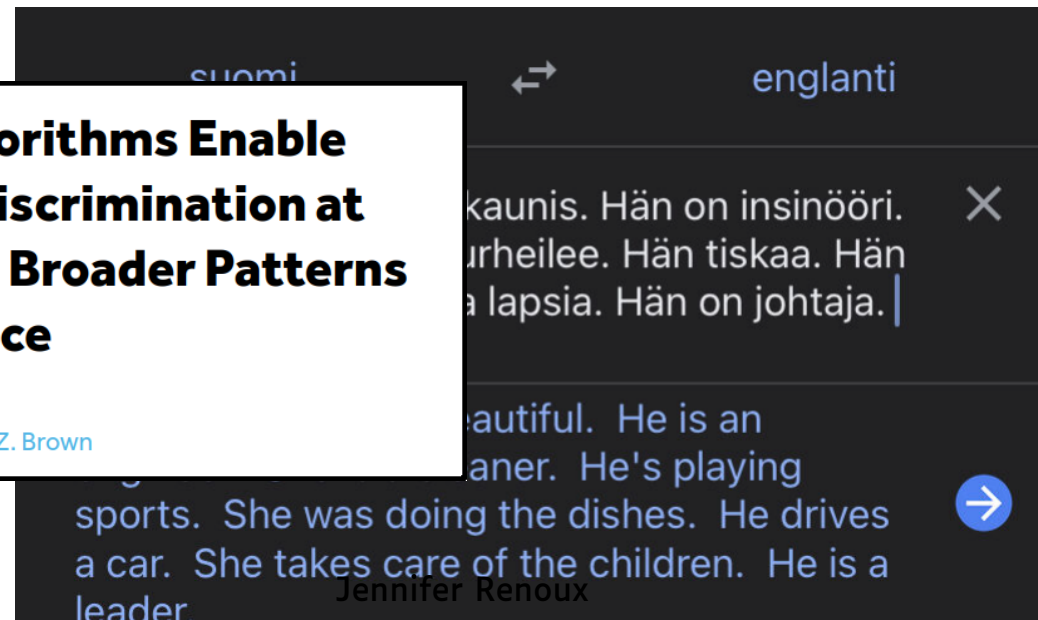 suomi
englanti
orithms Enable
iscrimination at
Broader Patterns
ce
Z. Brown
kaunis. Hän on insinööri.
urheilee. Hän tiskaa. Hän
lapsia. Hän on johtaja.
eautiful. He is an
aner. He's playing
sports. She was doing the dishes. He drives
a car. She takes care of the children. He is a
Jennifer Renoux
leader